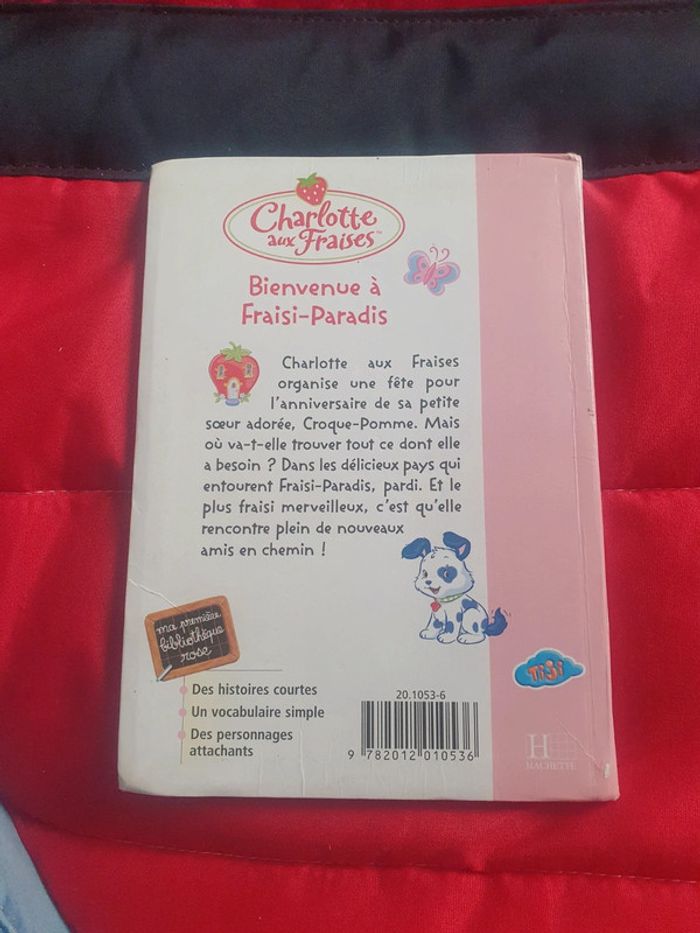 Charlotte
aux Fraises™
Bienvenue à
Fraisi-Paradis
Charlotte aux Fraises
organise une fête pour
l'anniversaire de sa petite
sœur adorée, Croque-Pomme. Mais
où va-t-elle trouver tout ce dont elle
a besoin ? Dans les délicieux pays qui
entourent Fraisi-Paradis, pardi. Et le
plus fraisi merveilleux, c'est qu'elle
rencontre plein de nouveaux
amis en chemin !
ma première
bibliothèque
rose
Des histoires courtes
Un vocabulaire simple
Des personnages
attachants
20.1053-6
9 782012 010536
TiJi
H
HACHETTE